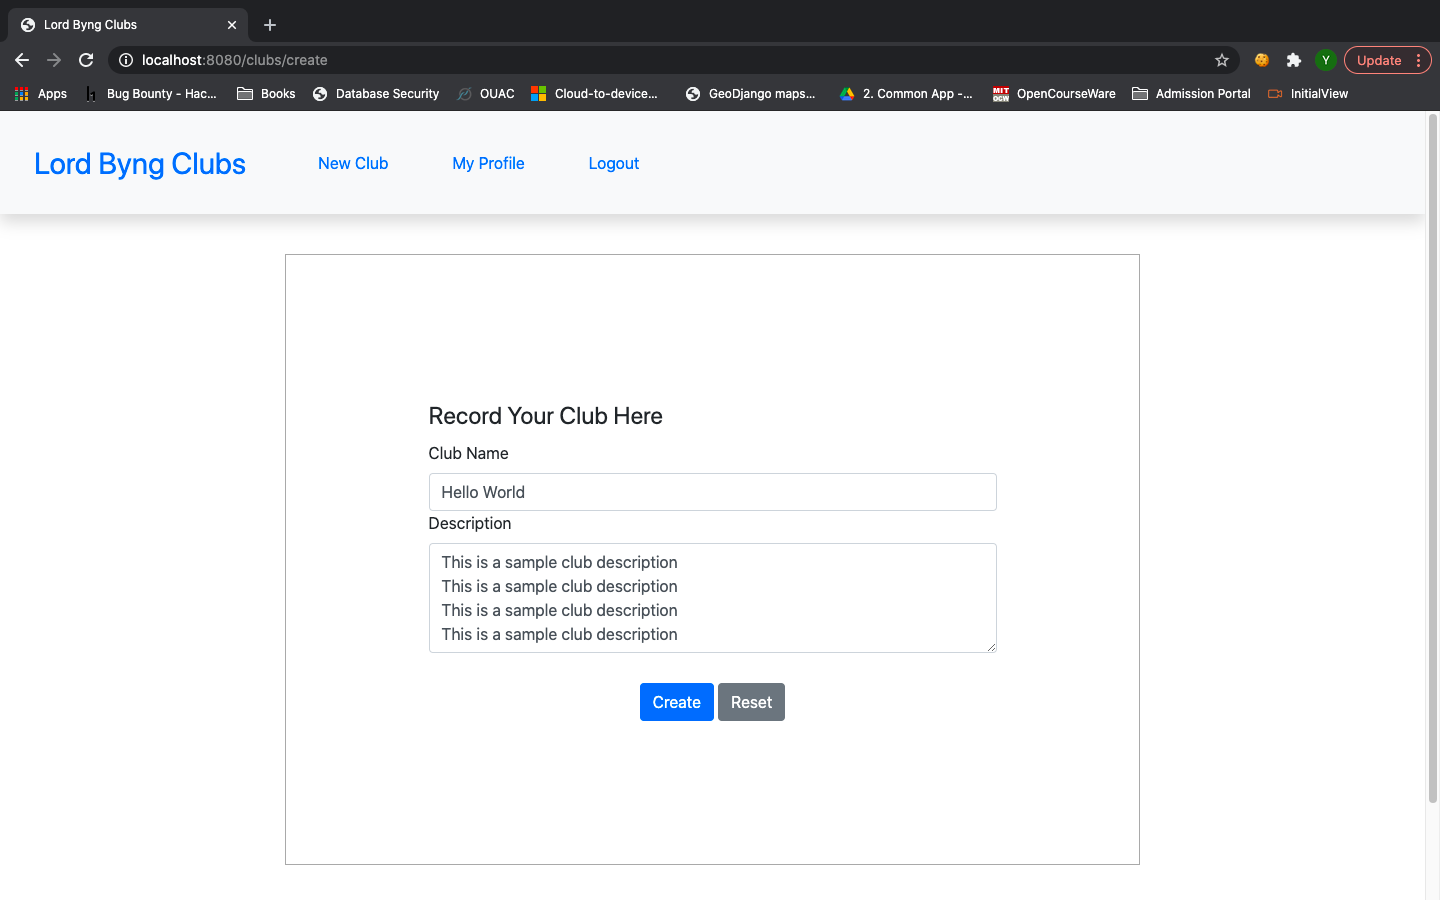 Lord Byng Clubs
localhost:8080/clubs/create
Y
Update
Apps
h Bug Bounty - Hac...
Books
Database Security
OUAC
Cloud-to-device...
GeoDjango maps...
2. Common App -...
MIT OCW OpenCourseWare
Admission Portal
InitialView
Lord Byng Clubs
New Club
My Profile
Logout
Record Your Club Here
Club Name
Hello World
Description
This is a sample club description
This is a sample club description
This is a sample club description
This is a sample club description
Create
Reset